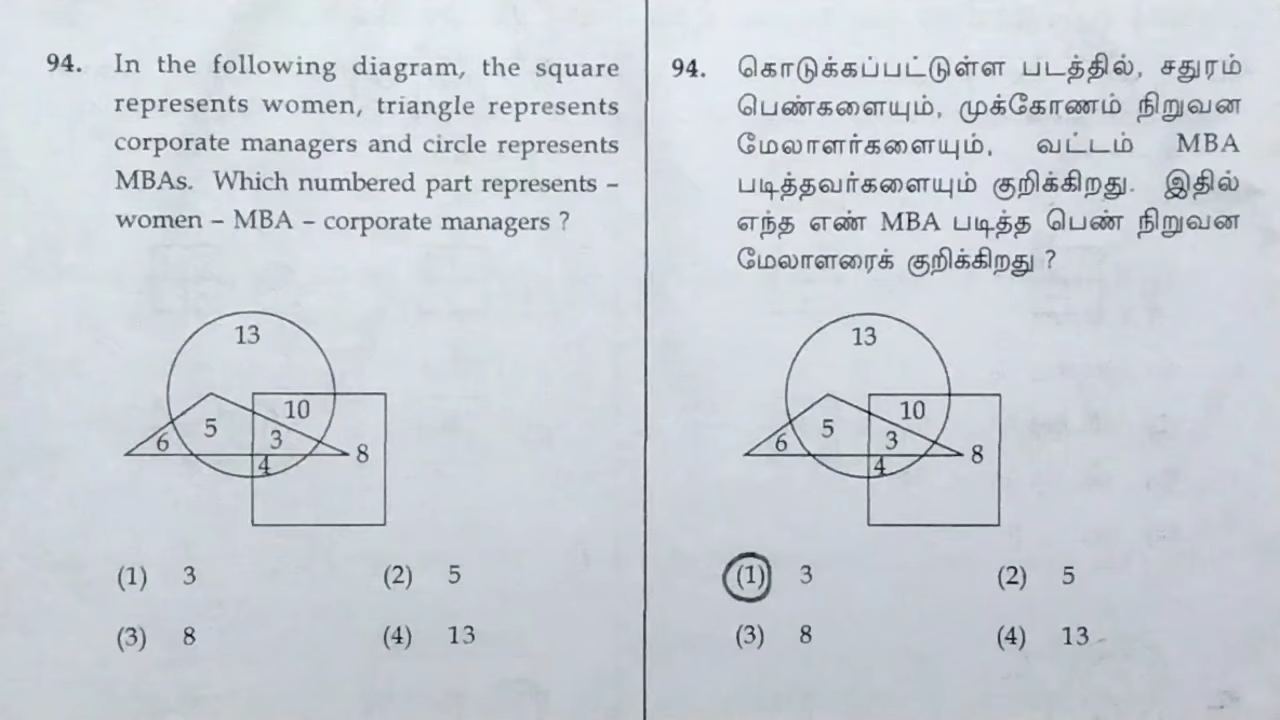 94. In the following diagram, the square
represents women, triangle represents
corporate managers and circle represents
MBAs. Which numbered part represents –
women – MBA – corporate managers ?
13
10
5
3
6
8
4
(1) 3 (2) 5
(3) 8 (4) 13
94. கொடுக்கப்பட்டுள்ள படத்தில், சதுரம்
பெண்களையும், முக்கோணம் நிறுவன
மேலாளர்களையும், வட்டம் MBA
படித்தவர்களையும் குறிக்கிறது. இதில்
எந்த எண் MBA படித்த பெண் நிறுவன
மேலாளரைக் குறிக்கிறது ?
13
10
5
3
6
8
4
(1) 3 (2) 5
(3) 8 (4) 13